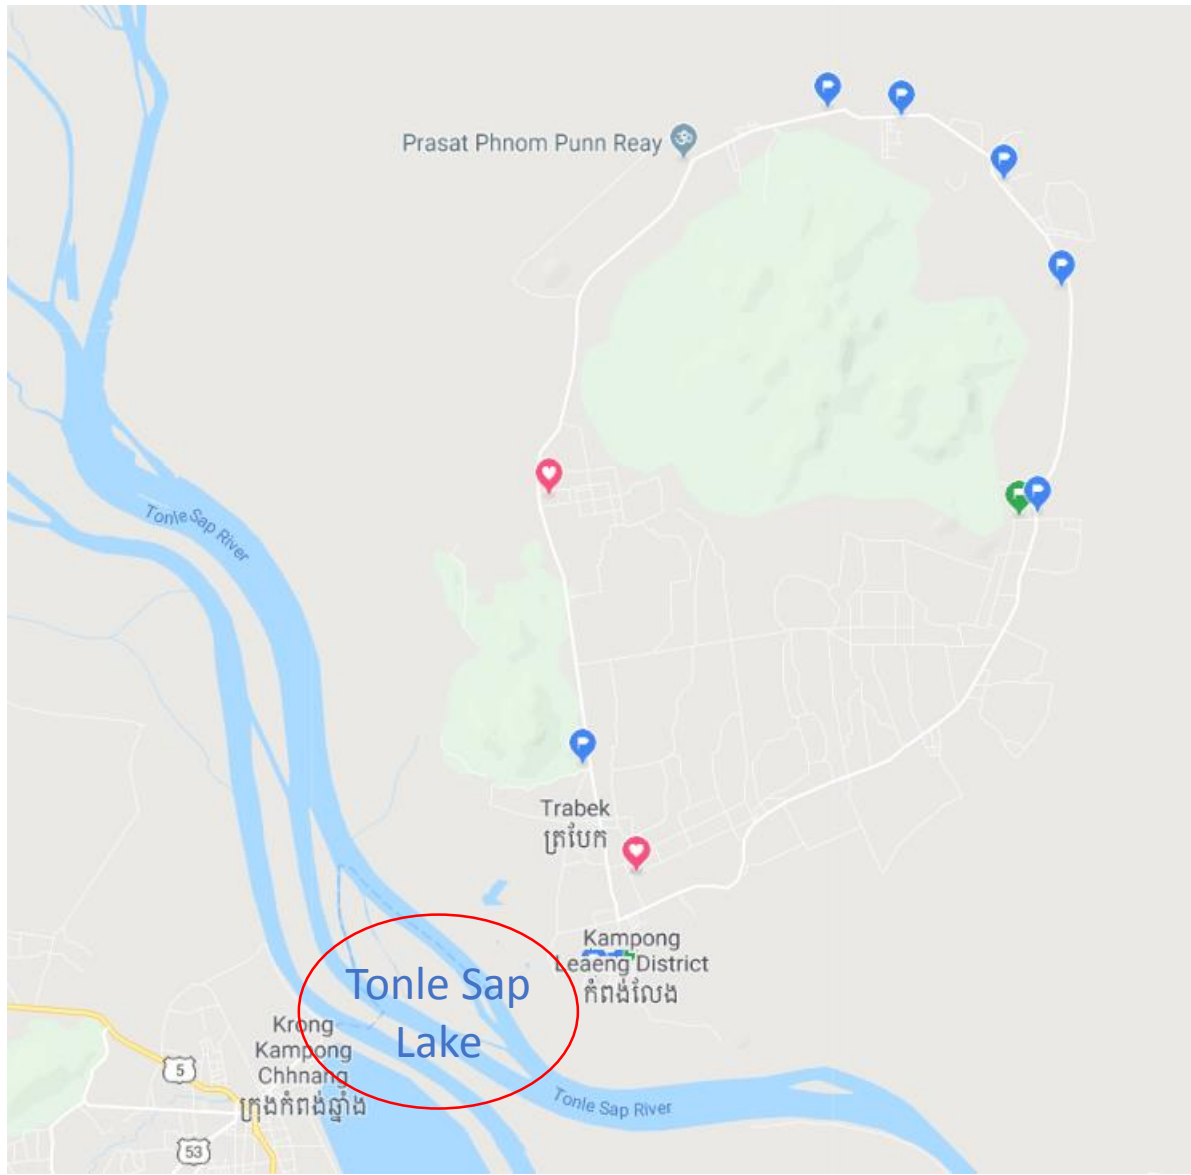 Prasat Phnom Punn Reay
Tonle Sap River
Trabek
ត្របែក
Kampong
Leaeng District
កំពង់លែង
Tonle Sap
Lake
Krong
Kampong
Chhnang
ក្រុងកំពង់ឆ្នាំង
5
53
Tonle Sap River